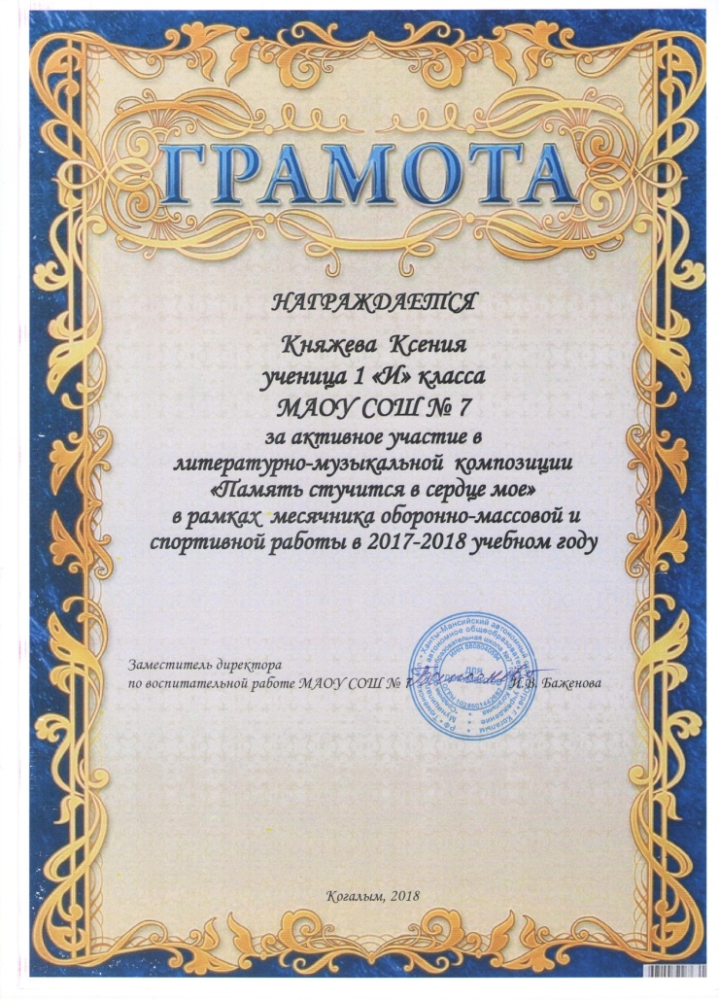 ГРАМОТА
НАГРАЖДАЕТСЯ
Княжева Ксения
ученица 1 «И» класса
МАОУ СОШ № 7
за активное участие в
литературно-музыкальной композиции
«Память стучится в сердце мое»
в рамках месячника оборонно-массовой и
спортивной работы в 2017-2018 учебном году
Заместитель директора
по воспитательной работе МАОУ СОШ № 7 И.В. Баженова
Ханты-Мансийский автономный
Когалым, 2018